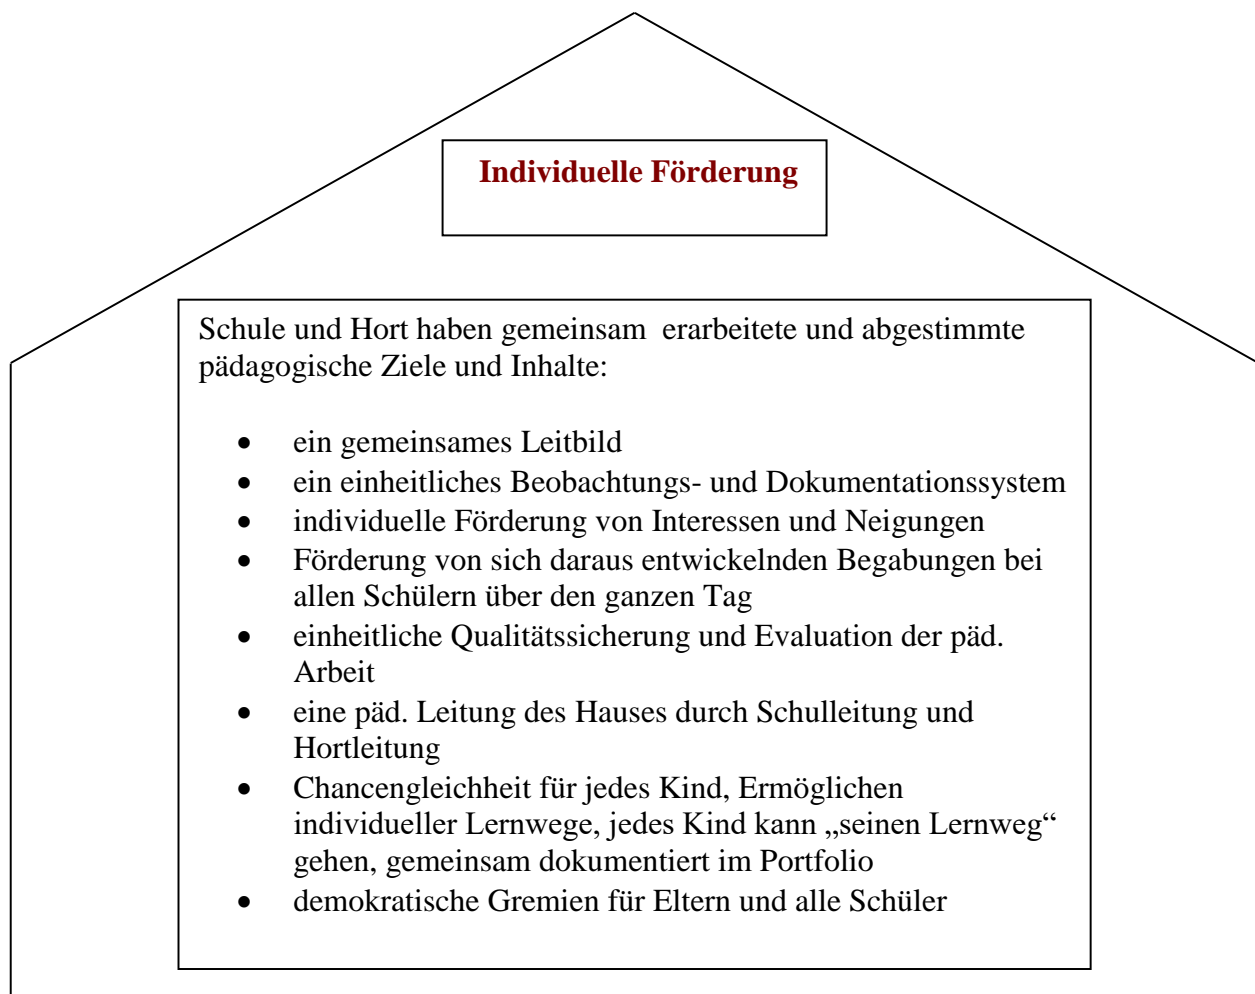 Individuelle Förderung
Schule und Hort haben gemeinsam  erarbeitete und abgestimmte
pädagogische Ziele und Inhalte:
• ein gemeinsames Leitbild
• ein einheitliches Beobachtungs- und Dokumentationssystem
• individuelle Förderung von Interessen und Neigungen
• Förderung von sich daraus entwickelnden Begabungen bei
allen Schülern über den ganzen Tag
• einheitliche Qualitätssicherung und Evaluation der päd.
Arbeit
• eine päd. Leitung des Hauses durch Schulleitung und
Hortleitung
• Chancengleichheit für jedes Kind, Ermöglichen
individueller Lernwege, jedes Kind kann „seinen Lernweg“
gehen, gemeinsam dokumentiert im Portfolio
• demokratische Gremien für Eltern und alle Schüler